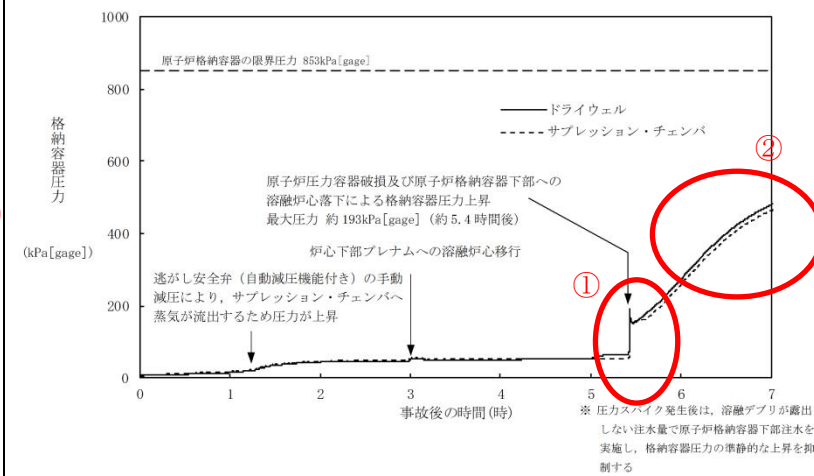 1000
原子炉格納容器の限界圧力 853kPa[gage]
800
ドライウェル
サプレッション・チェンバ
②
格納容器圧力
(kPa[gage])
600
原子炉圧力容器破損及び原子炉格納容器下部への
溶融炉心落下による格納容器圧力上昇
最大圧力 約193kPa[gage] (約5.4時間後)
400
炉心下部プレナムへの溶融炉心移行
逃がし安全弁（自動減圧機能付き）の手動
減圧により，サプレッション・チェンバへ
蒸気が流出するため圧力が上昇
①
200
0
0 1 2 3 4 5 6 7
事故後の時間(時)
※ 圧力スパイク発生後は，溶融デブリが露出
しない注水量で原子炉格納容器下部注水を
実施し，格納容器圧力の準静的な上昇を抑
制する